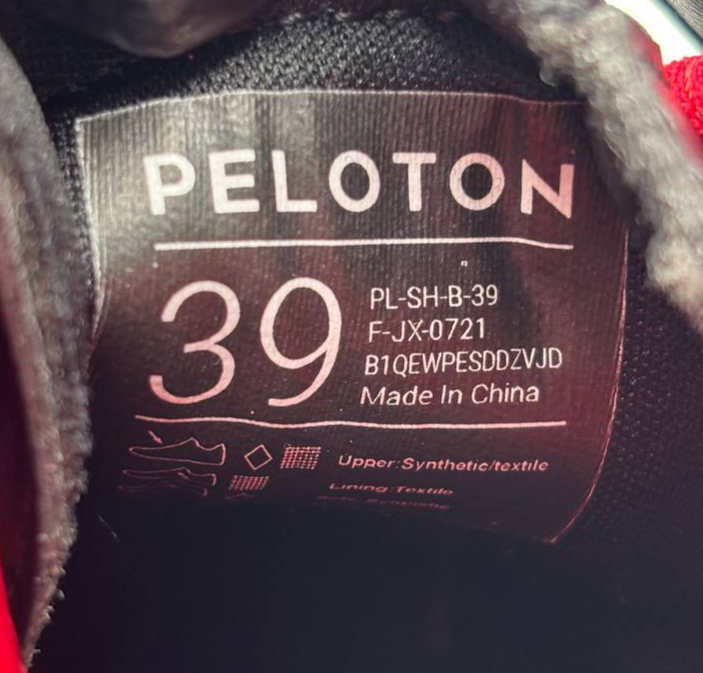 PELOTON
39
PL-SH-B-39
F-JX-0721
B1QEWPESDDZVJD
Made In China
Upper:Synthetic/textile
Lining:Textile